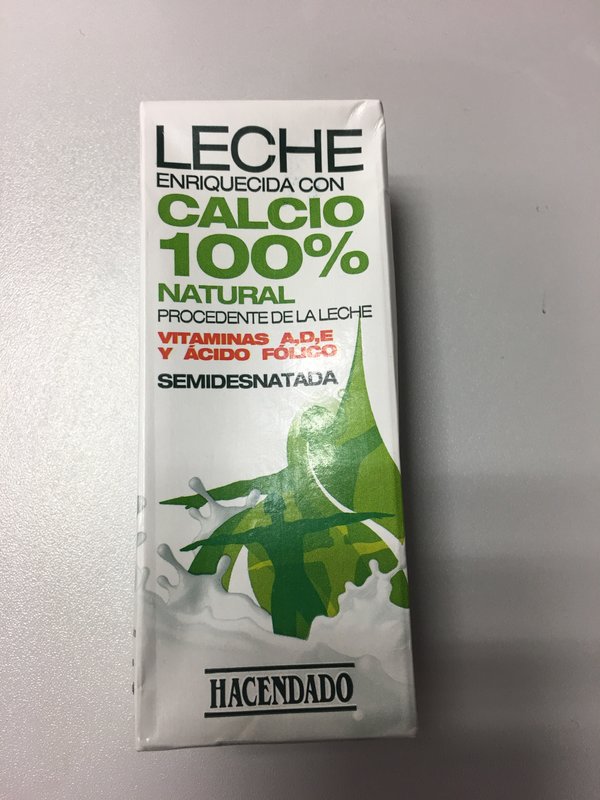 LECHE
ENRIQUECIDA CON
CALCIO
100%
NATURAL
PROCEDENTE DE LA LECHE
VITAMINAS A,D,E
Y ÁCIDO FÓLICO
SEMIDESNATADA
HACENDADO